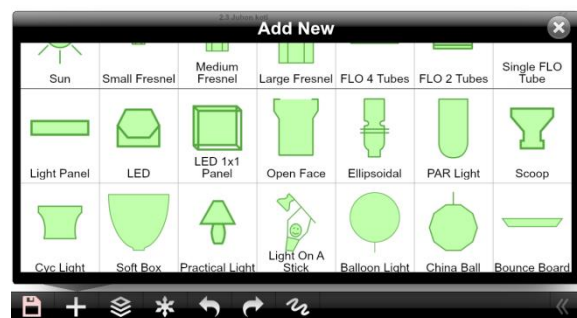 Add New
Sun
Small Fresnel
Medium
Fresnel
Large Fresnel
FLO 4 Tubes
FLO 2 Tubes
Single FLO
Tube
Light Panel
LED
LED 1x1
Panel
Open Face
Ellipsoidal
PAR Light
Scoop
Cyc Light
Soft Box
Practical Light
Light On A
Stick
Balloon Light
China Ball
Bounce Board